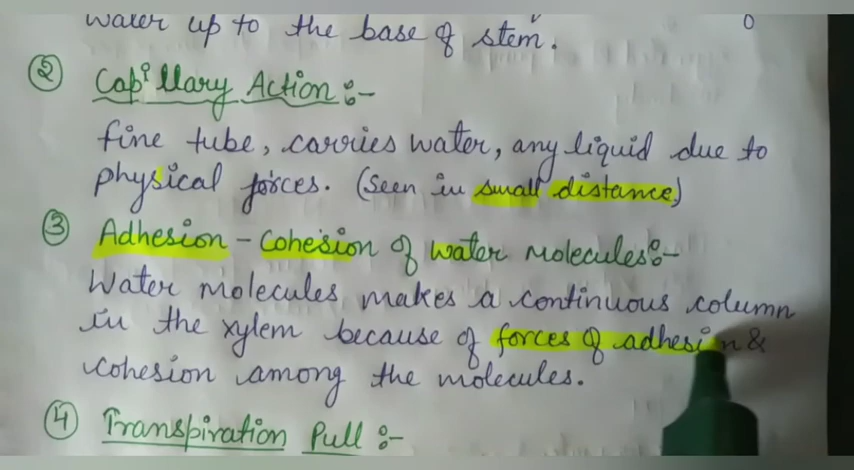 water up to the base of stem.
② Capillary Action :-
fine tube, carries water, any liquid due to
physical forces. (Seen in small distance)
③ Adhesion - Cohesion of water molecules :-
Water molecules makes a continuous column
in the xylem because of forces of adhesion &
cohesion among the molecules.
④ Transpiration Pull :-